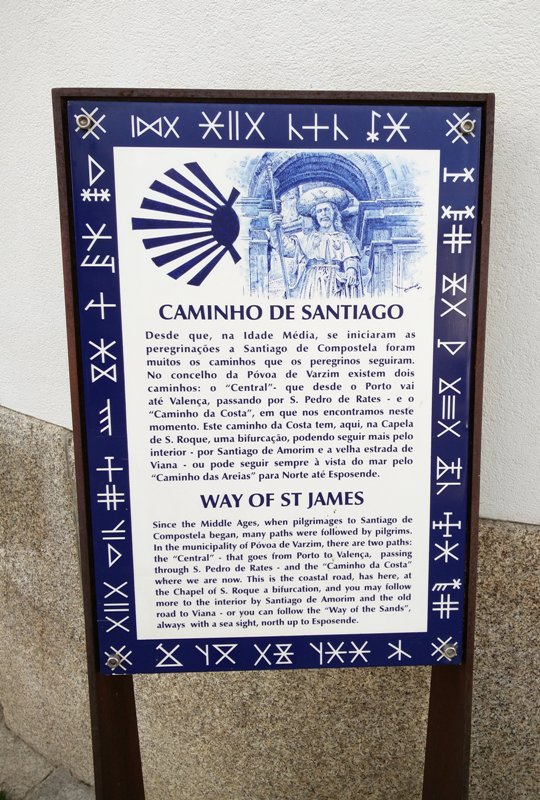 CAMINHO DE SANTIAGO
Desde que, na Idade Média, se iniciaram as
peregrinações a Santiago de Compostela foram
muitos os caminhos que os peregrinos seguiram.
No concelho da Póvoa de Varzim existem dois
caminhos: o “Central”- que desde o Porto vai
até Valença, passando por S. Pedro de Rates - e o
“Caminho da Costa”, em que nos encontramos neste
momento. Este caminho da Costa tem, aqui, na Capela
de S. Roque, uma bifurcação, podendo seguir mais pelo
interior - por Santiago de Amorim e a velha estrada de
Viana - ou pode seguir sempre à vista do mar pelo
“Caminho das Areias” para Norte até Esposende.
WAY OF ST JAMES
Since the Middle Ages, when pilgrimages to Santiago de
Compostela began, many paths were followed by pilgrims.
In the municipality of Póvoa de Varzim, there are two paths:
the “Central” - that goes from Porto to Valença, passing
through S. Pedro de Rates - and the “Caminho da Costa”
where we are now. This is the coastal road, has here, at
the Chapel of S. Roque a bifurcation, and you may follow
more to the interior by Santiago de Amorim and the old
road to Viana - or you can follow the “Way of the Sands”,
always with a sea sight, north up to Esposende.